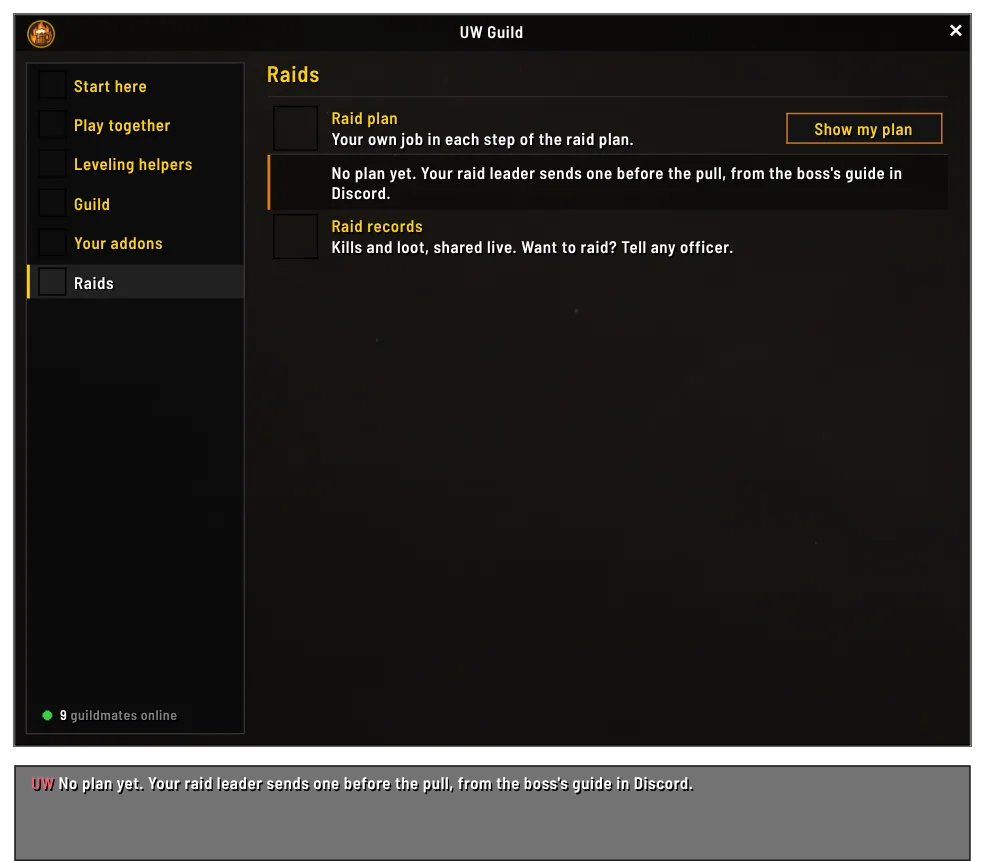 UW Guild
Start here
Play together
Leveling helpers
Guild
Your addons
Raids
9 guildmates online
Raids
Raid plan
Your own job in each step of the raid plan.
Show my plan
No plan yet. Your raid leader sends one before the pull, from the boss's guide in
Discord.
Raid records
Kills and loot, shared live. Want to raid? Tell any officer.
UW No plan yet. Your raid leader sends one before the pull, from the boss's guide in Discord.